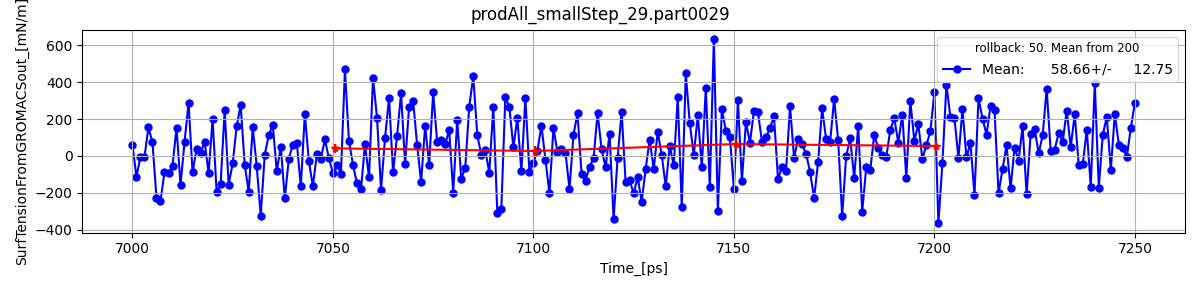 prodAll_smallStep_29.part0029
SurfTensionFromGROMACSout_[mN/m]
600
400
200
0
−200
−400
rollback: 50. Mean from 200
Mean: 58.66+/- 12.75
7000 7050 7100 7150 7200 7250
Time_[ps]